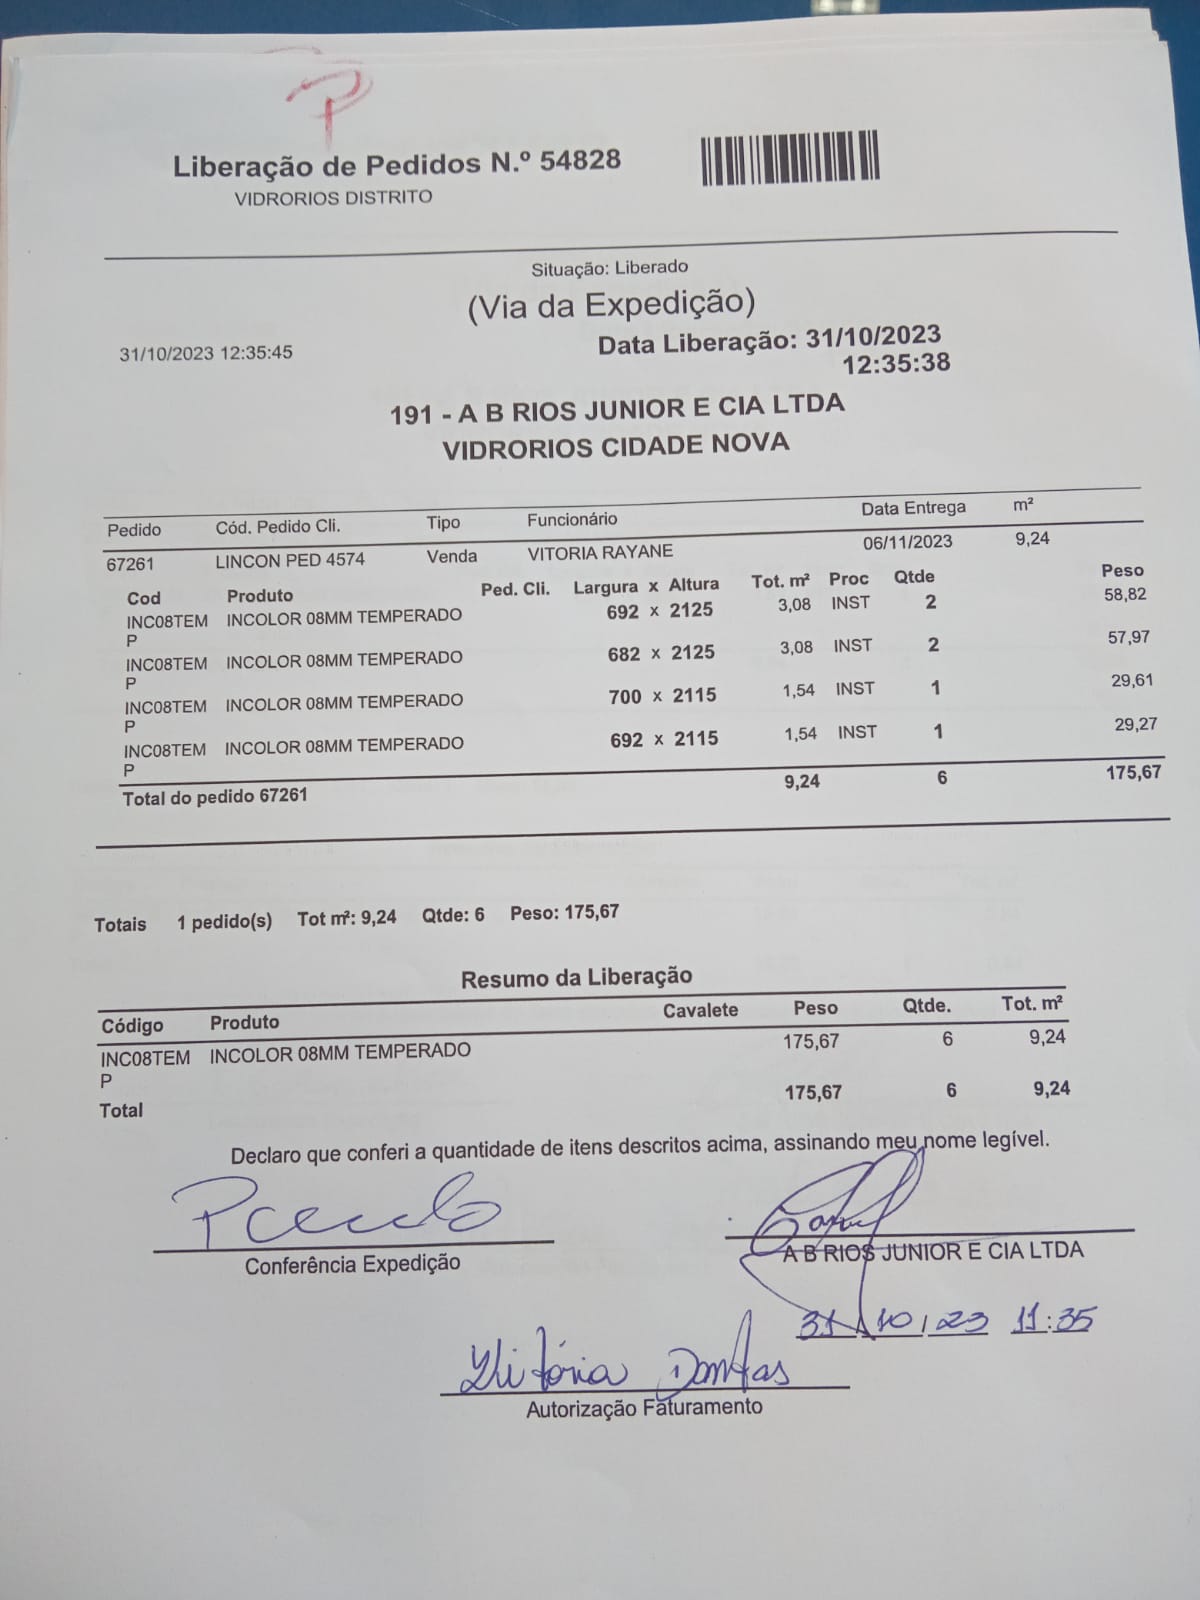 P
Liberação de Pedidos N.º 54828
VIDRORIOS DISTRITO
Situação: Liberado
(Via da Expedição)
31/10/2023 12:35:45
Data Liberação: 31/10/2023
12:35:38
191 - A B RIOS JUNIOR E CIA LTDA
VIDRORIOS CIDADE NOVA
Pedido Cód. Pedido Cli. Tipo Funcionário Data Entrega m²
67261 LINCON PED 4574 Venda VITORIA RAYANE 06/11/2023 9,24
Cod Produto Ped. Cli. Largura x Altura Tot. m² Proc Qtde Peso
INC08TEM INCOLOR 08MM TEMPERADO 692 x 2125 3,08 INST 2 58,82
P
INC08TEM INCOLOR 08MM TEMPERADO 682 x 2125 3,08 INST 2 57,97
P
INC08TEM INCOLOR 08MM TEMPERADO 700 x 2115 1,54 INST 1 29,61
P
INC08TEM INCOLOR 08MM TEMPERADO 692 x 2115 1,54 INST 1 29,27
P
Total do pedido 67261 9,24 6 175,67
Totais 1 pedido(s) Tot m²: 9,24 Qtde: 6 Peso: 175,67
Resumo da Liberação
Código Produto Cavalete Peso Qtde. Tot. m²
INC08TEM INCOLOR 08MM TEMPERADO 175,67 6 9,24
P
Total 175,67 6 9,24
Declaro que conferi a quantidade de itens descritos acima, assinando meu nome legível.
Conferência Expedição
A B RIOS JUNIOR E CIA LTDA
31/10/23 11:35
Vitória Dantas
Autorização Faturamento